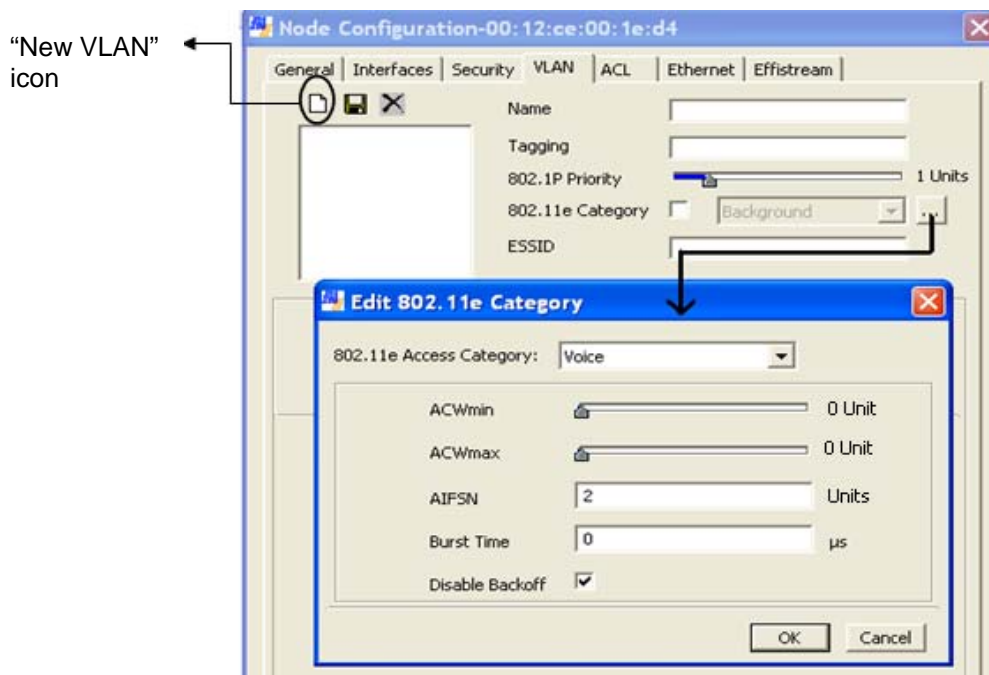 “New VLAN”
icon
Node Configuration-00:12:ce:00:1e:d4
General Interfaces Security VLAN ACL Ethernet Effistream
Name
Tagging
802.1P Priority 1 Units
802.11e Category Background ...
ESSID
Edit 802.11e Category
802.11e Access Category: Voice
ACWmin 0 Unit
ACWmax 0 Unit
AIFSN 2 Units
Burst Time 0 µs
Disable Backoff
OK Cancel